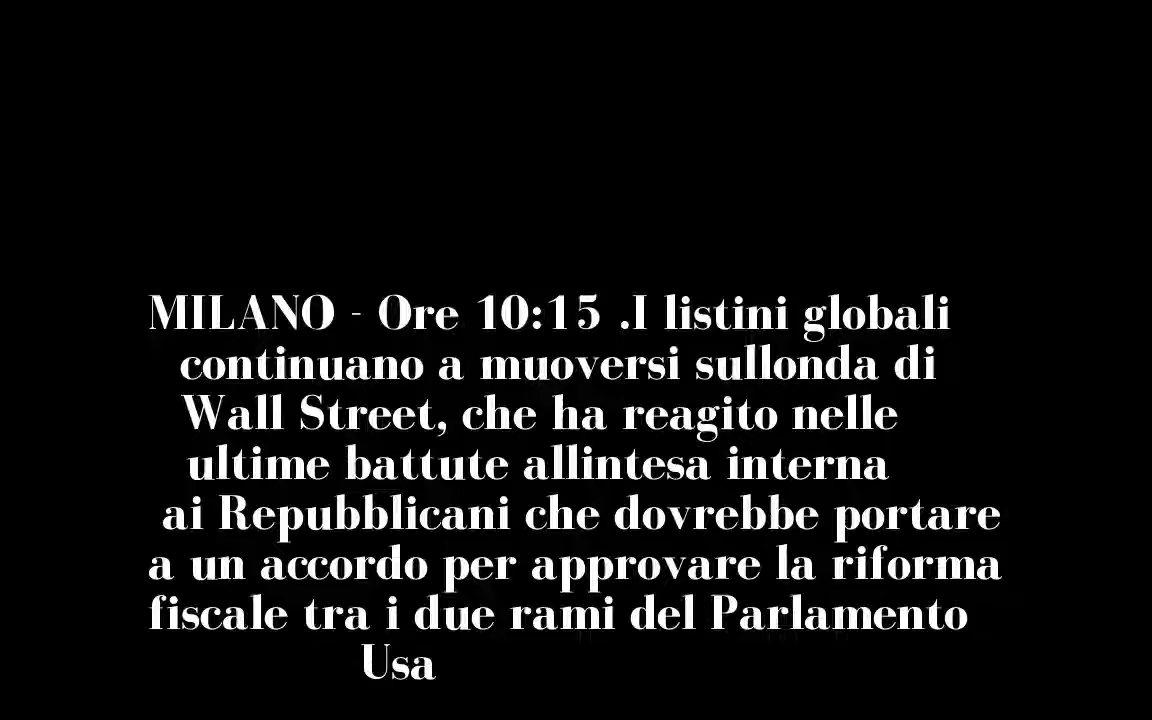 MILANO - Ore 10:15 .I listini globali
continuano a muoversi sullonda di
Wall Street, che ha reagito nelle
ultime battute allintesa interna
ai Repubblicani che dovrebbe portare
a un accordo per approvare la riforma
fiscale tra i due rami del Parlamento
Usa